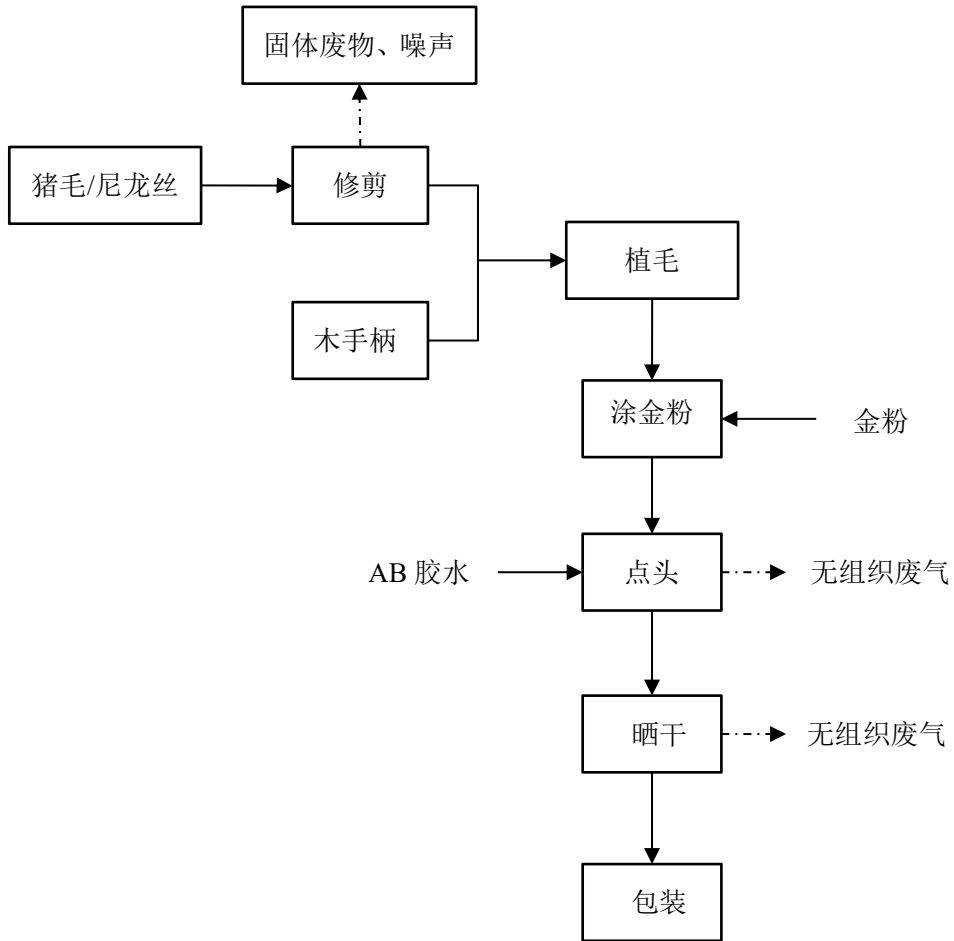 固体废物、噪声
猪毛/尼龙丝
修剪
植毛
木手柄
涂金粉
金粉
AB 胶水
点头
无组织废气
晒干
无组织废气
包装